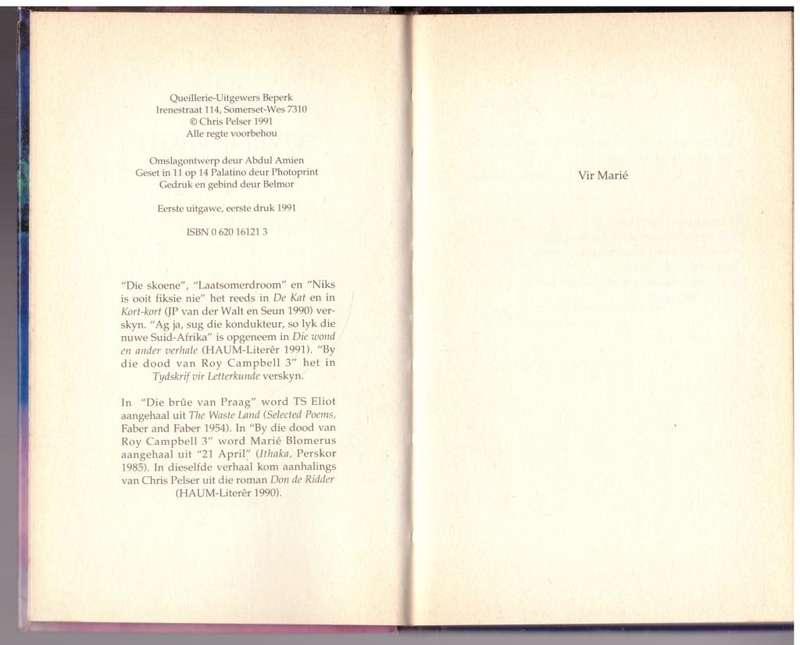 Queillerie-Uitgewers Beperk
Irenestraat 114, Somerset-Wes 7310
© Chris Pelser 1991
Alle regte voorbehou
Omslagontwerp deur Abdul Amien
Geset in 11 op 14 Palatino deur Photoprint
Gedruk en gebind deur Belmor
Eerste uitgawe, eerste druk 1991
ISBN 0 620 16121 3
“Die skoene”, “Laatsomerdroom” en “Niks
is ooit fiksie nie” het reeds in De Kat en in
Kort-kort (JP van der Walt en Seun 1990) ver-
skyn. “Ag ja, sug die kondukteur, so lyk die
nuwe Suid-Afrika” is opgeneem in Die wond
en ander verhale (HAUM-Literêr 1991). “By
die dood van Roy Campbell 3” het in
Tydskrif vir Letterkunde verskyn.
In “Die brûe van Praag” word TS Eliot
aangehaal uit The Waste Land (Selected Poems,
Faber and Faber 1954). In “By die dood van
Roy Campbell 3” word Marié Blomerus
aangehaal uit “21 April” (Ithaka, Perskor
1985). In dieselfde verhaal kom aanhalings
van Chris Pelser uit die roman Don de Ridder
(HAUM-Literêr 1990).
Vir Marié